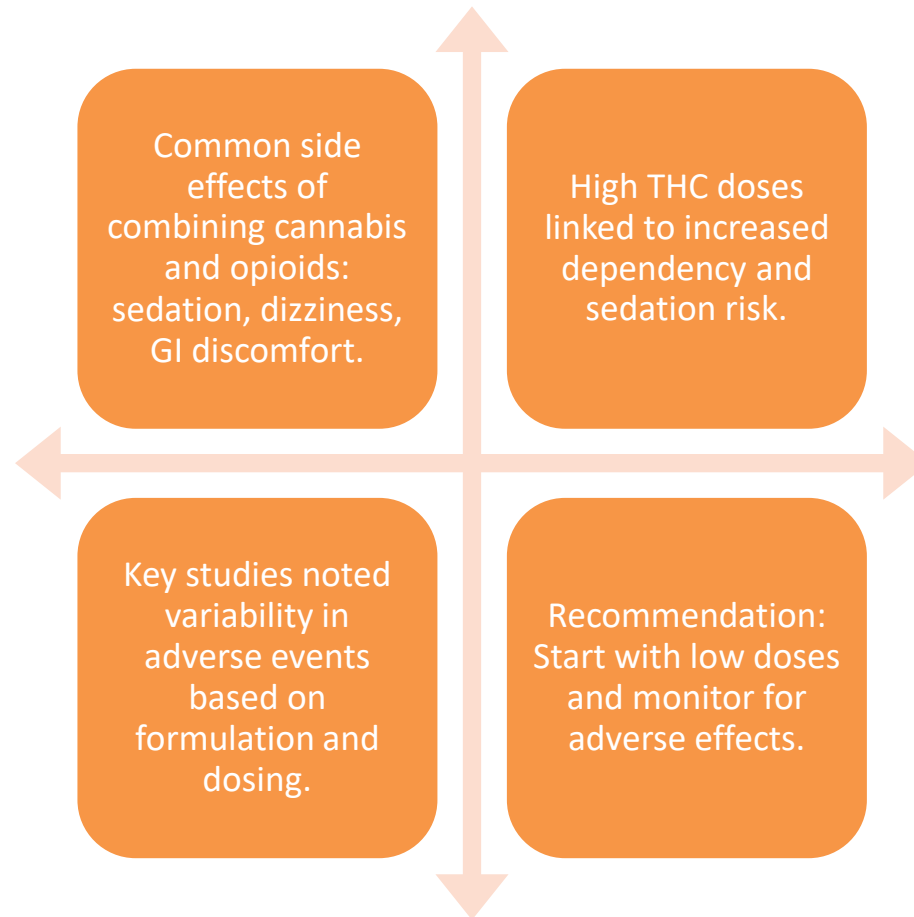 Common side
effects of
combining cannabis
and opioids:
sedation, dizziness,
GI discomfort.
High THC doses
linked to increased
dependency and
sedation risk.
Key studies noted
variability in
adverse events
based on
formulation and
dosing.
Recommendation:
Start with low doses
and monitor for
adverse effects.